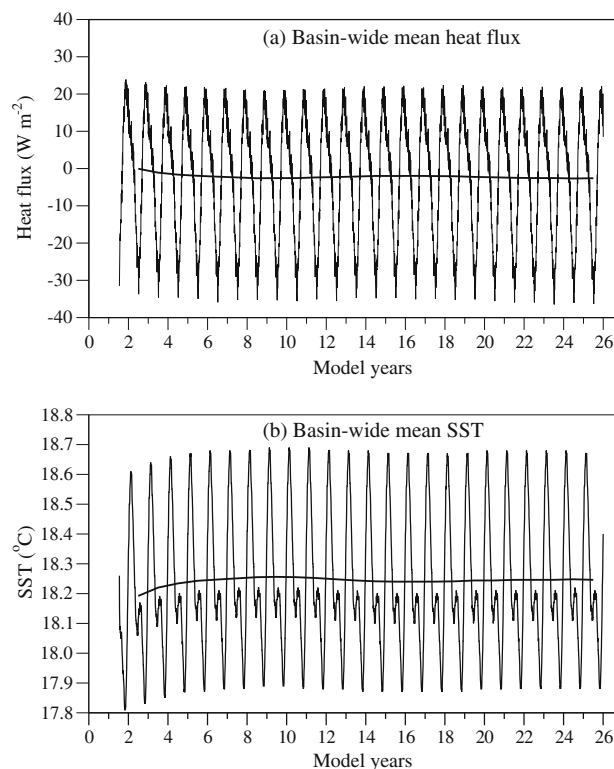 (a) Basin-wide mean heat flux
Heat flux (W m⁻²)
40
30
20
10
0
-10
-20
-30
-40
0 2 4 6 8 10 12 14 16 18 20 22 24 26
Model years
(b) Basin-wide mean SST
SST (°C)
18.8
18.7
18.6
18.5
18.4
18.3
18.2
18.1
18.0
17.9
17.8
0 2 4 6 8 10 12 14 16 18 20 22 24 26
Model years